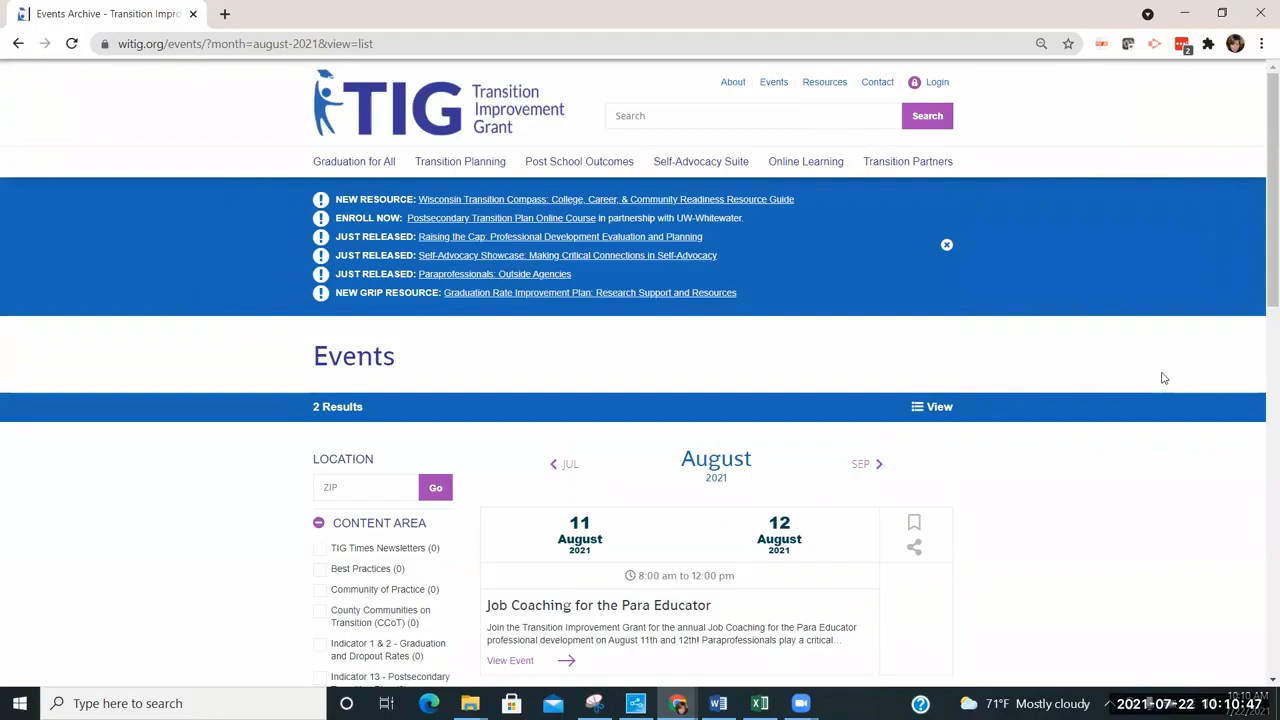 Events Archive - Transition Impro
witig.org/events/?month=august-2021&view=list
2
TIG Transition
Improvement
Grant
About
Events
Resources
Contact
Login
Search
Search
Graduation for All
Transition Planning
Post School Outcomes
Self-Advocacy Suite
Online Learning
Transition Partners
NEW RESOURCE: Wisconsin Transition Compass: College, Career, & Community Readiness Resource Guide
ENROLL NOW: Postsecondary Transition Plan Online Course in partnership with UW-Whitewater.
JUST RELEASED: Raising the Cap: Professional Development Evaluation and Planning
JUST RELEASED: Self-Advocacy Showcase: Making Critical Connections in Self-Advocacy
JUST RELEASED: Paraprofessionals: Outside Agencies
NEW GRIP RESOURCE: Graduation Rate Improvement Plan: Research Support and Resources
Events
2 Results
View
LOCATION
ZIP
Go
CONTENT AREA
TIG Times Newsletters (0)
Best Practices (0)
Community of Practice (0)
County Communities on
Transition (CCoT) (0)
Indicator 1 & 2 - Graduation
and Dropout Rates (0)
Indicator 13 - Postsecondary
JUL
August
2021
SEP
11
August
2021
12
August
2021
8:00 am to 12:00 pm
Job Coaching for the Para Educator
Join the Transition Improvement Grant for the annual Job Coaching for the Para Educator
professional development on August 11th and 12th! Paraprofessionals play a critical...
View Event
Type here to search
71°F Mostly cloudy
10:10 AM
7/22/2021
2021-07-22 10:10:47